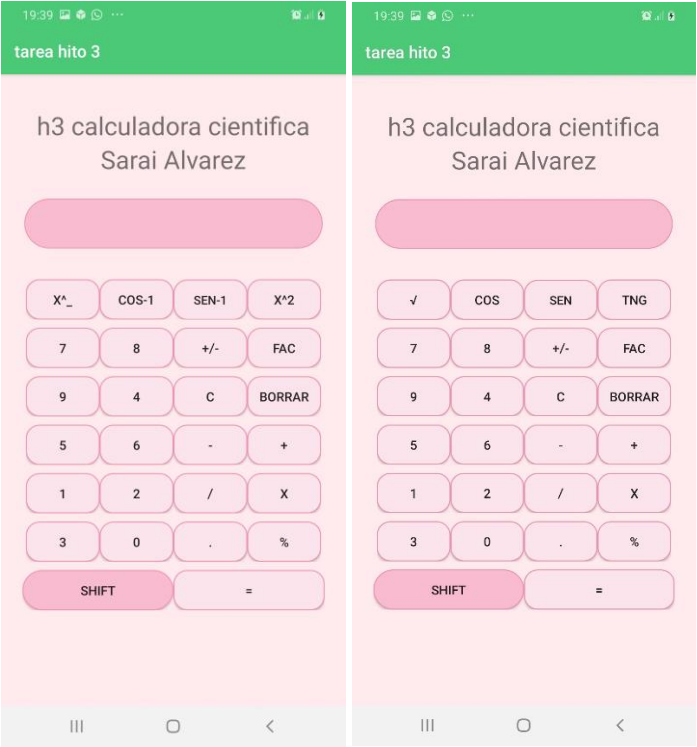 19:39
tarea hito 3
h3 calculadora cientifica
Sarai Alvarez
X^_ COS-1 SEN-1 X^2
7 8 +/- FAC
9 4 C BORRAR
5 6 - +
1 2 / X
3 0 . %
SHIFT =
19:39
tarea hito 3
h3 calculadora cientifica
Sarai Alvarez
√ COS SEN TNG
7 8 +/- FAC
9 4 C BORRAR
5 6 - +
1 2 / X
3 0 . %
SHIFT =